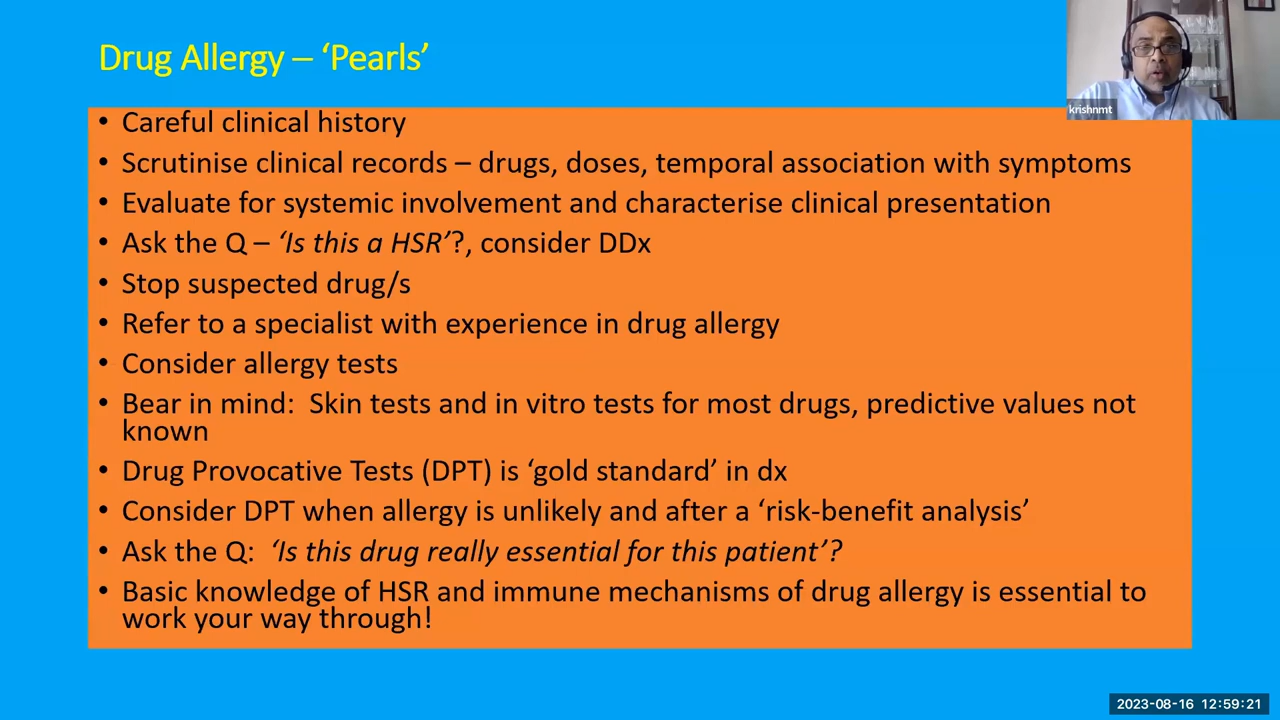 Drug Allergy – ‘Pearls’
krishnmt
• Careful clinical history
• Scrutinise clinical records – drugs, doses, temporal association with symptoms
• Evaluate for systemic involvement and characterise clinical presentation
• Ask the Q – ‘Is this a HSR’?, consider DDx
• Stop suspected drug/s
• Refer to a specialist with experience in drug allergy
• Consider allergy tests
• Bear in mind:  Skin tests and in vitro tests for most drugs, predictive values not
known
• Drug Provocative Tests (DPT) is ‘gold standard’ in dx
• Consider DPT when allergy is unlikely and after a ‘risk-benefit analysis’
• Ask the Q:  ‘Is this drug really essential for this patient’?
• Basic knowledge of HSR and immune mechanisms of drug allergy is essential to
work your way through!
2023-08-16 12:59:21